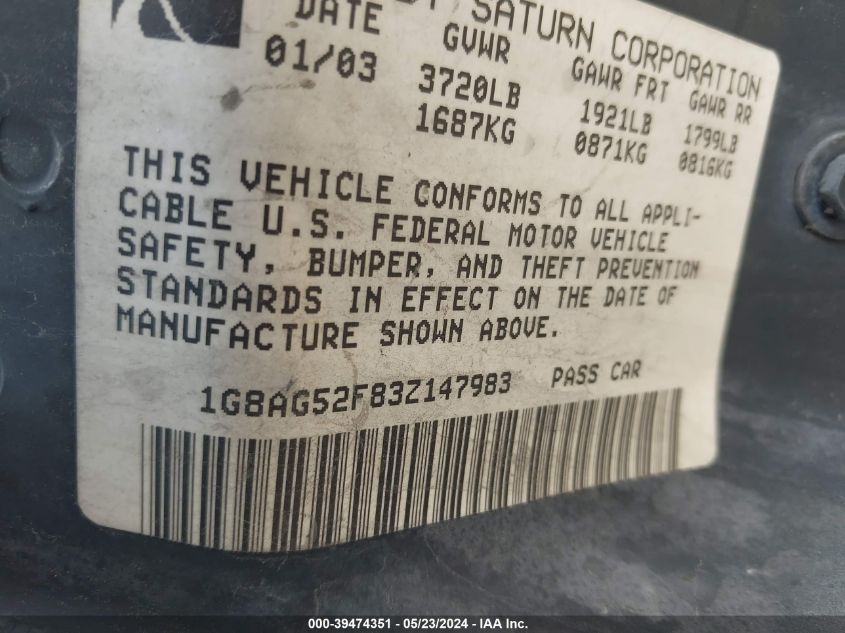 SATURN CORPORATION
DATE GVWR GAWR FRT GAWR RR
01/03 3720LB 1921LB 1799LB
1687KG 0871KG 0816KG
THIS VEHICLE CONFORMS TO ALL APPLI-
CABLE U.S. FEDERAL MOTOR VEHICLE
SAFETY, BUMPER, AND THEFT PREVENTION
STANDARDS IN EFFECT ON THE DATE OF
MANUFACTURE SHOWN ABOVE.
1G8AG52F83Z147983 PASS CAR
000-39474351 - 05/23/2024 - IAA Inc.